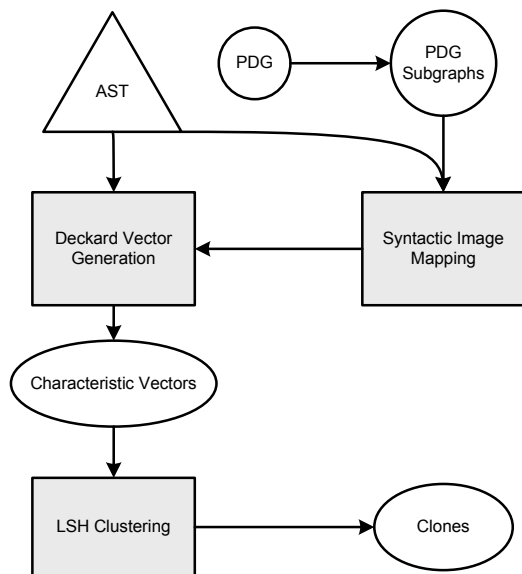 AST
PDG
PDG
Subgraphs
Deckard Vector
Generation
Syntactic Image
Mapping
Characteristic Vectors
LSH Clustering
Clones